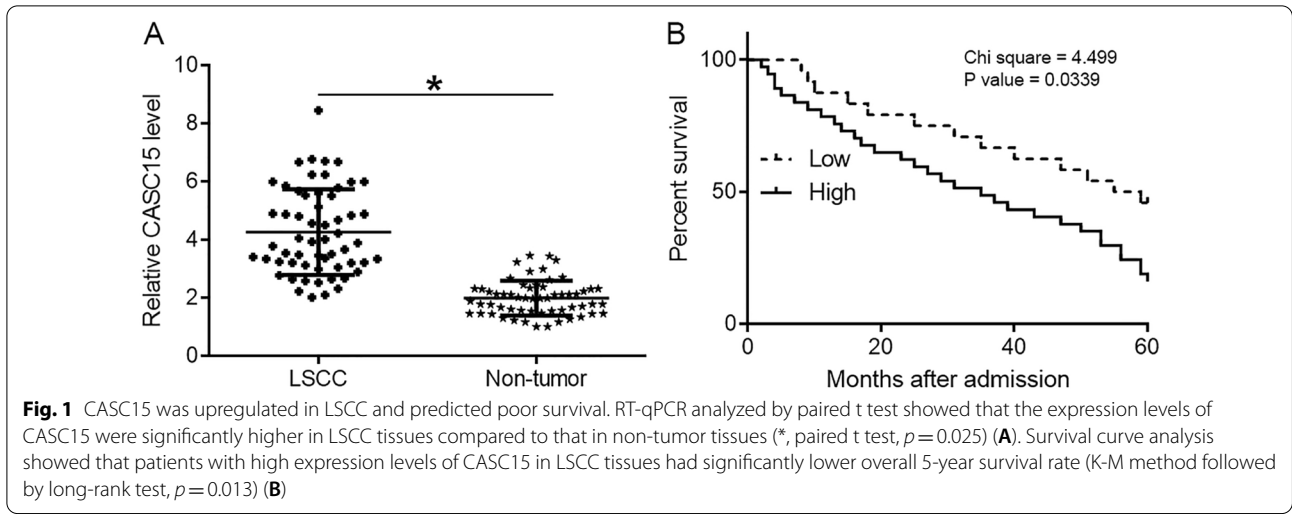 A
Relative CASC15 level
10
8
6
4
2
0
*
LSCC
Non-tumor
B
Percent survival
100
50
0
Chi square = 4.499
P value = 0.0339
Low
High
0
20
40
60
Months after admission
Fig. 1 CASC15 was upregulated in LSCC and predicted poor survival. RT-qPCR analyzed by paired t test showed that the expression levels of
CASC15 were significantly higher in LSCC tissues compared to that in non-tumor tissues (*, paired t test, p = 0.025) (A). Survival curve analysis
showed that patients with high expression levels of CASC15 in LSCC tissues had significantly lower overall 5-year survival rate (K-M method followed
by long-rank test, p = 0.013) (B)